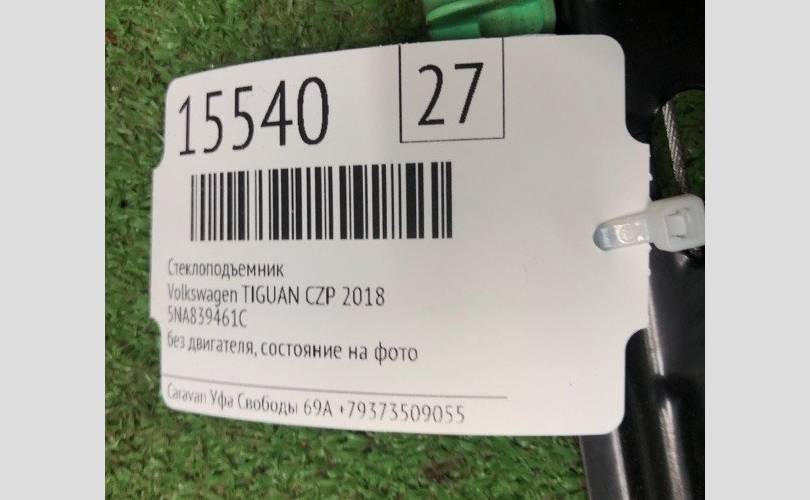 15540 27
Стеклоподъемник
Volkswagen TIGUAN CZP 2018
5NA839461C
без двигателя, состояние на фото
Caravan Уфа Свободы 69А +79373509055